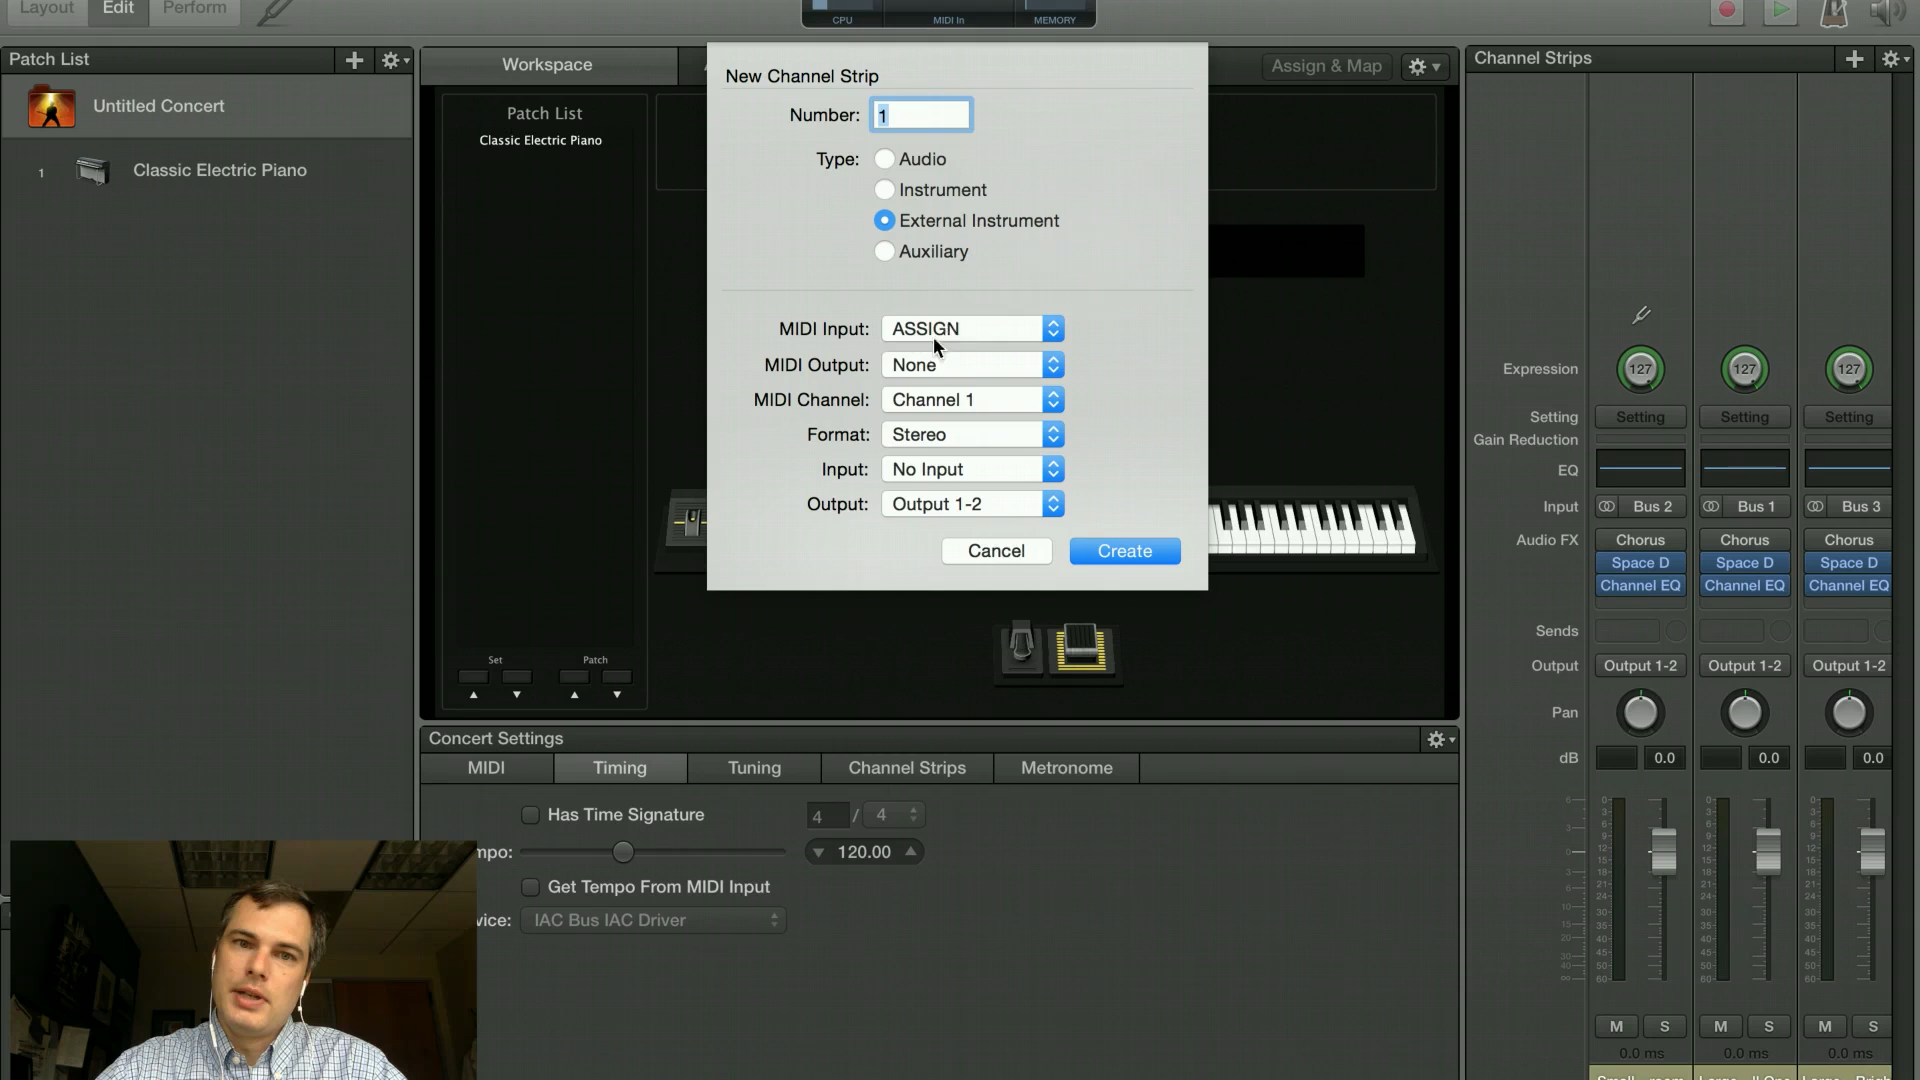 Layout
Edit
Perform
CPU
MIDI In
MEMORY
Patch List
Untitled Concert
1
Classic Electric Piano
Workspace
Assign & Map
Patch List
Classic Electric Piano
Set
Patch
New Channel Strip
Number: 1
Type: Audio
Instrument
External Instrument
Auxiliary
MIDI Input: ASSIGN
MIDI Output: None
MIDI Channel: Channel 1
Format: Stereo
Input: No Input
Output: Output 1-2
Cancel
Create
Concert Settings
MIDI
Timing
Tuning
Channel Strips
Metronome
Has Time Signature 4 / 4
mpo: 120.00
Get Tempo From MIDI Input
vice: IAC Bus IAC Driver
Channel Strips
Expression 127 127 127
Setting Setting Setting Setting
Gain Reduction
EQ
Input Bus 2 Bus 1 Bus 3
Audio FX Chorus Chorus Chorus
Space D Space D Space D
Channel EQ Channel EQ Channel EQ
Sends
Output Output 1-2 Output 1-2 Output 1-2
Pan
dB 0.0 0.0 0.0
M S M S M S
0.0 ms 0.0 ms 0.0 ms